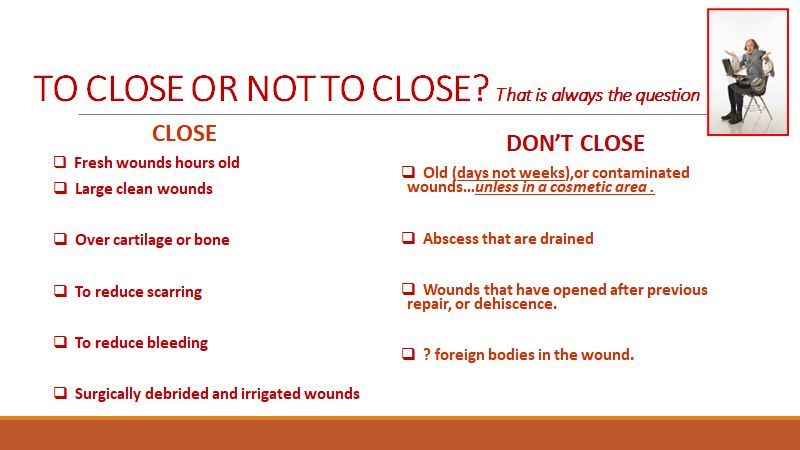 TO CLOSE OR NOT TO CLOSE? That is always the question
CLOSE
Fresh wounds hours old
Large clean wounds
Over cartilage or bone
To reduce scarring
To reduce bleeding
Surgically debrided and irrigated wounds
DON’T CLOSE
Old (days not weeks),or contaminated
wounds…unless in a cosmetic area .
Abscess that are drained
Wounds that have opened after previous
repair, or dehiscence.
? foreign bodies in the wound.